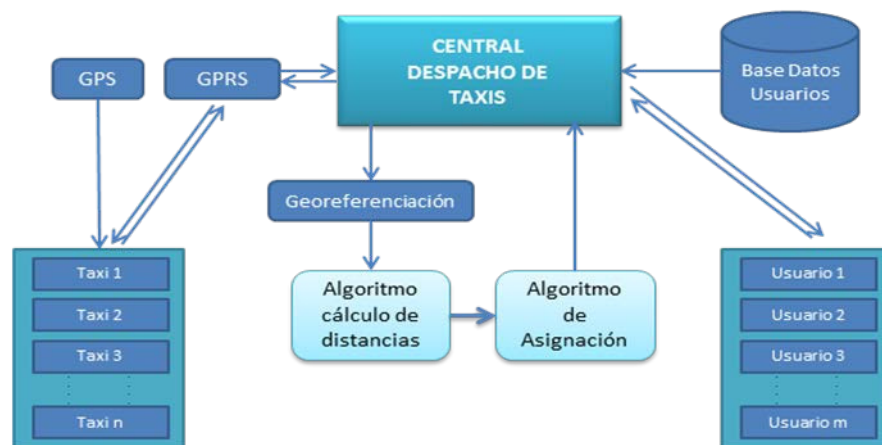 CENTRAL
DESPACHO DE
TAXIS
GPS
GPRS
Base Datos
Usuarios
Georeferenciación
Taxi 1
Taxi 2
Taxi 3
Taxi n
Algoritmo
cálculo de
distancias
Algoritmo
de
Asignación
Usuario 1
Usuario 2
Usuario 3
Usuario m